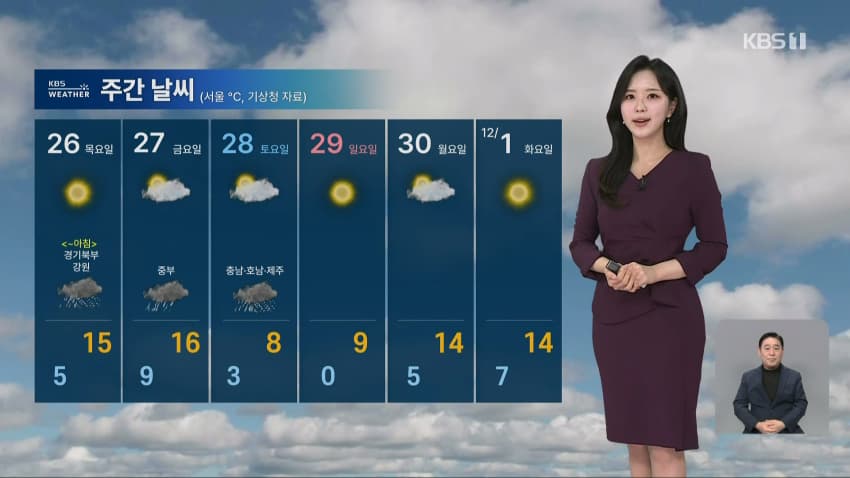 KBS 1
KBS
WEATHER
주간 날씨 (서울 °C, 기상청 자료)
26 목요일
27 금요일
28 토요일
29 일요일
30 월요일
12/1 화요일
<~아침>
경기북부
강원
중부
충남·호남·제주
15
16
8
9
14
14
5
9
3
0
5
7